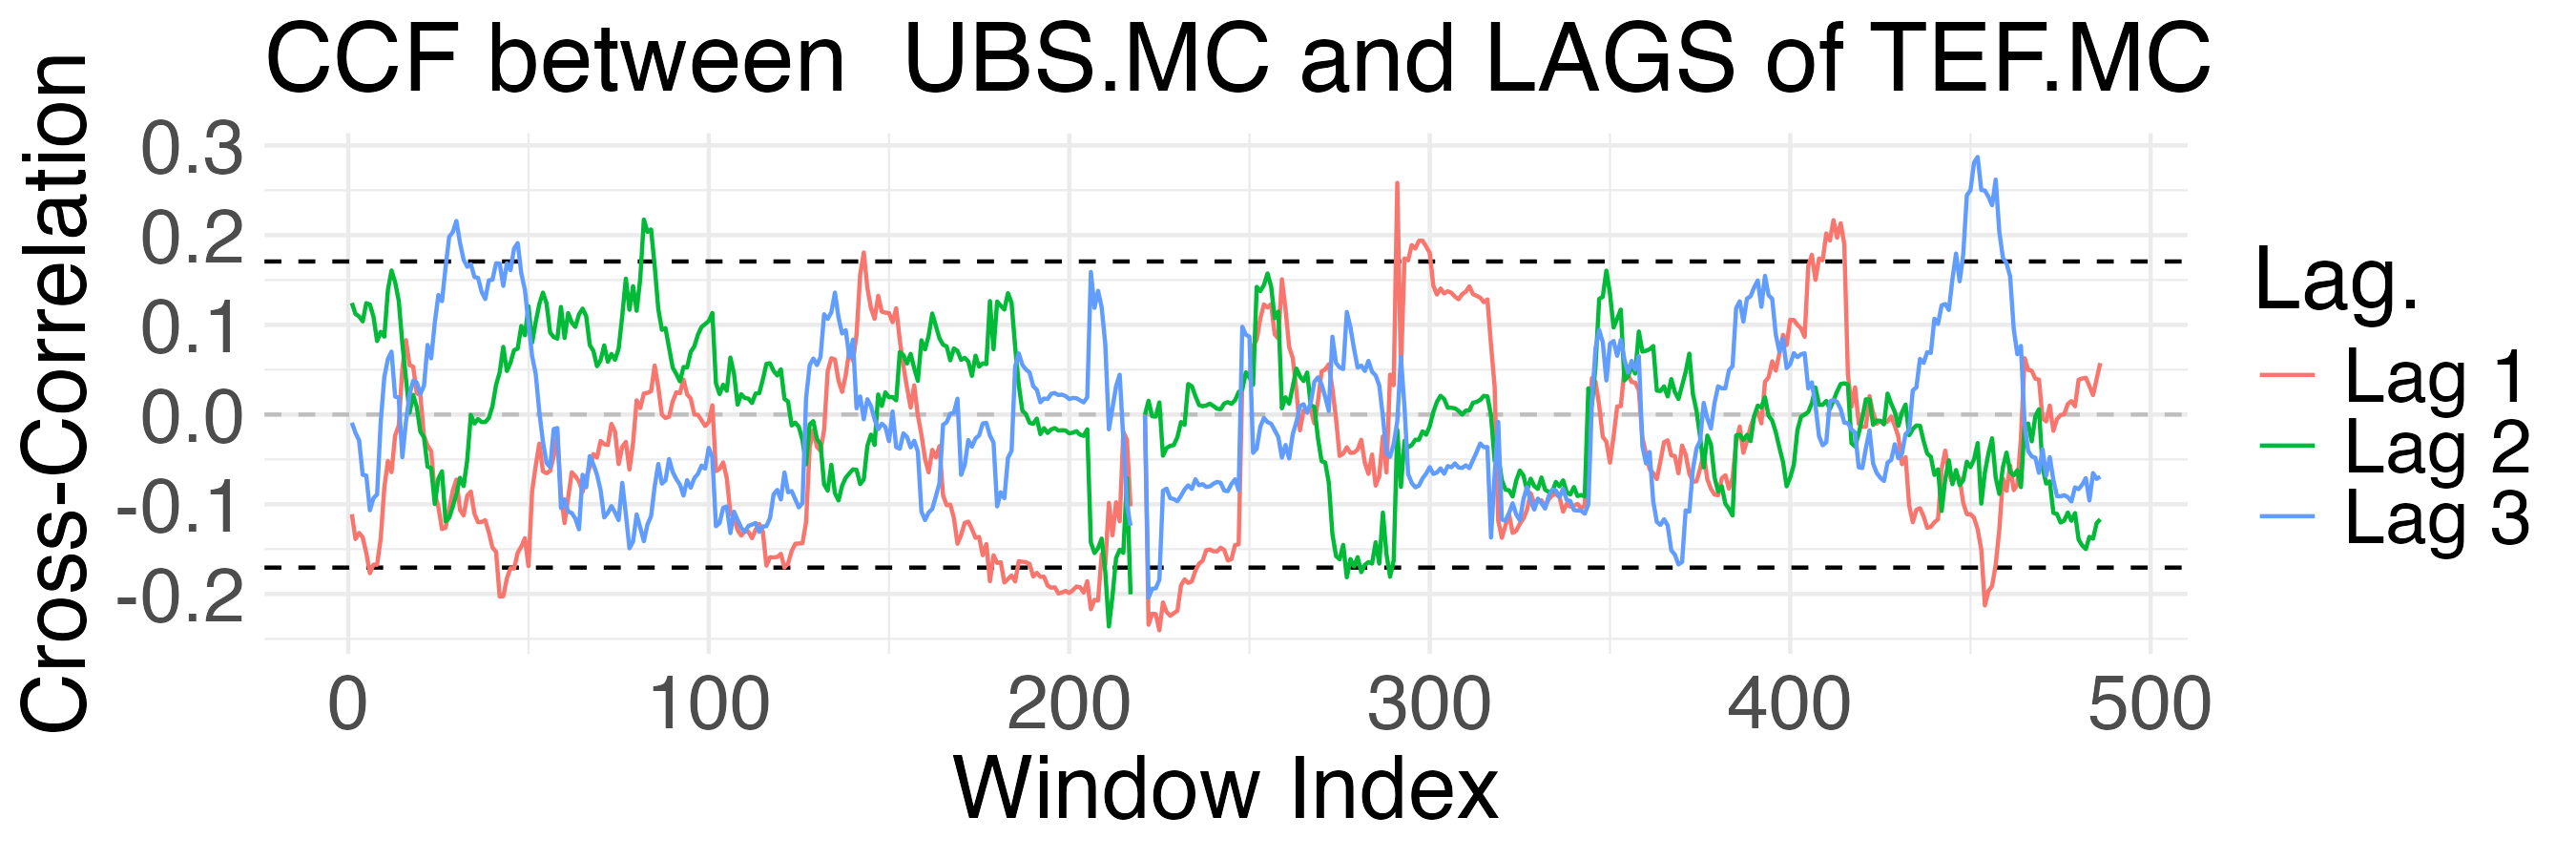 CCF between  UBS.MC and LAGS of TEF.MC
Cross-Correlation
0.3
0.2
0.1
0.0
-0.1
-0.2
0 100 200 300 400 500
Window Index
Lag.
Lag 1
Lag 2
Lag 3